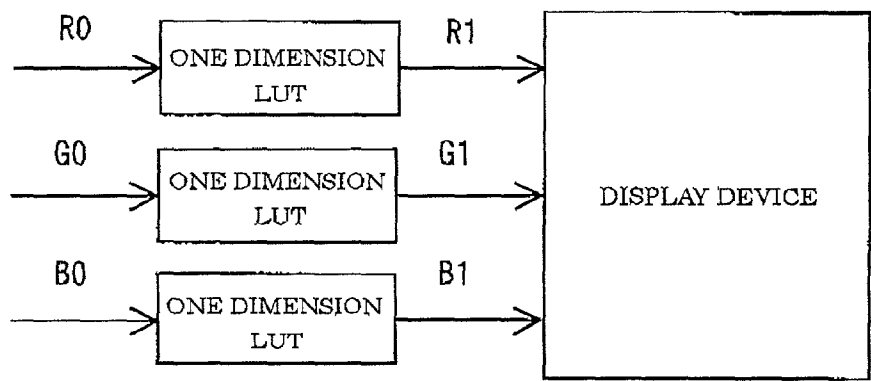 R0
ONE DIMENSION
LUT
R1
G0
ONE DIMENSION
LUT
G1
DISPLAY DEVICE
B0
ONE DIMENSION
LUT
B1